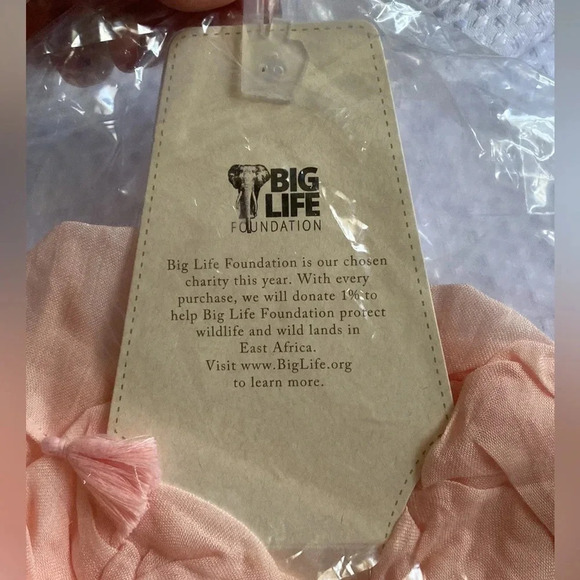 BIG
LIFE
FOUNDATION
Big Life Foundation is our chosen
charity this year. With every
purchase, we will donate 1% to
help Big Life Foundation protect
wildlife and wild lands in
East Africa.
Visit www.BigLife.org
to learn more.